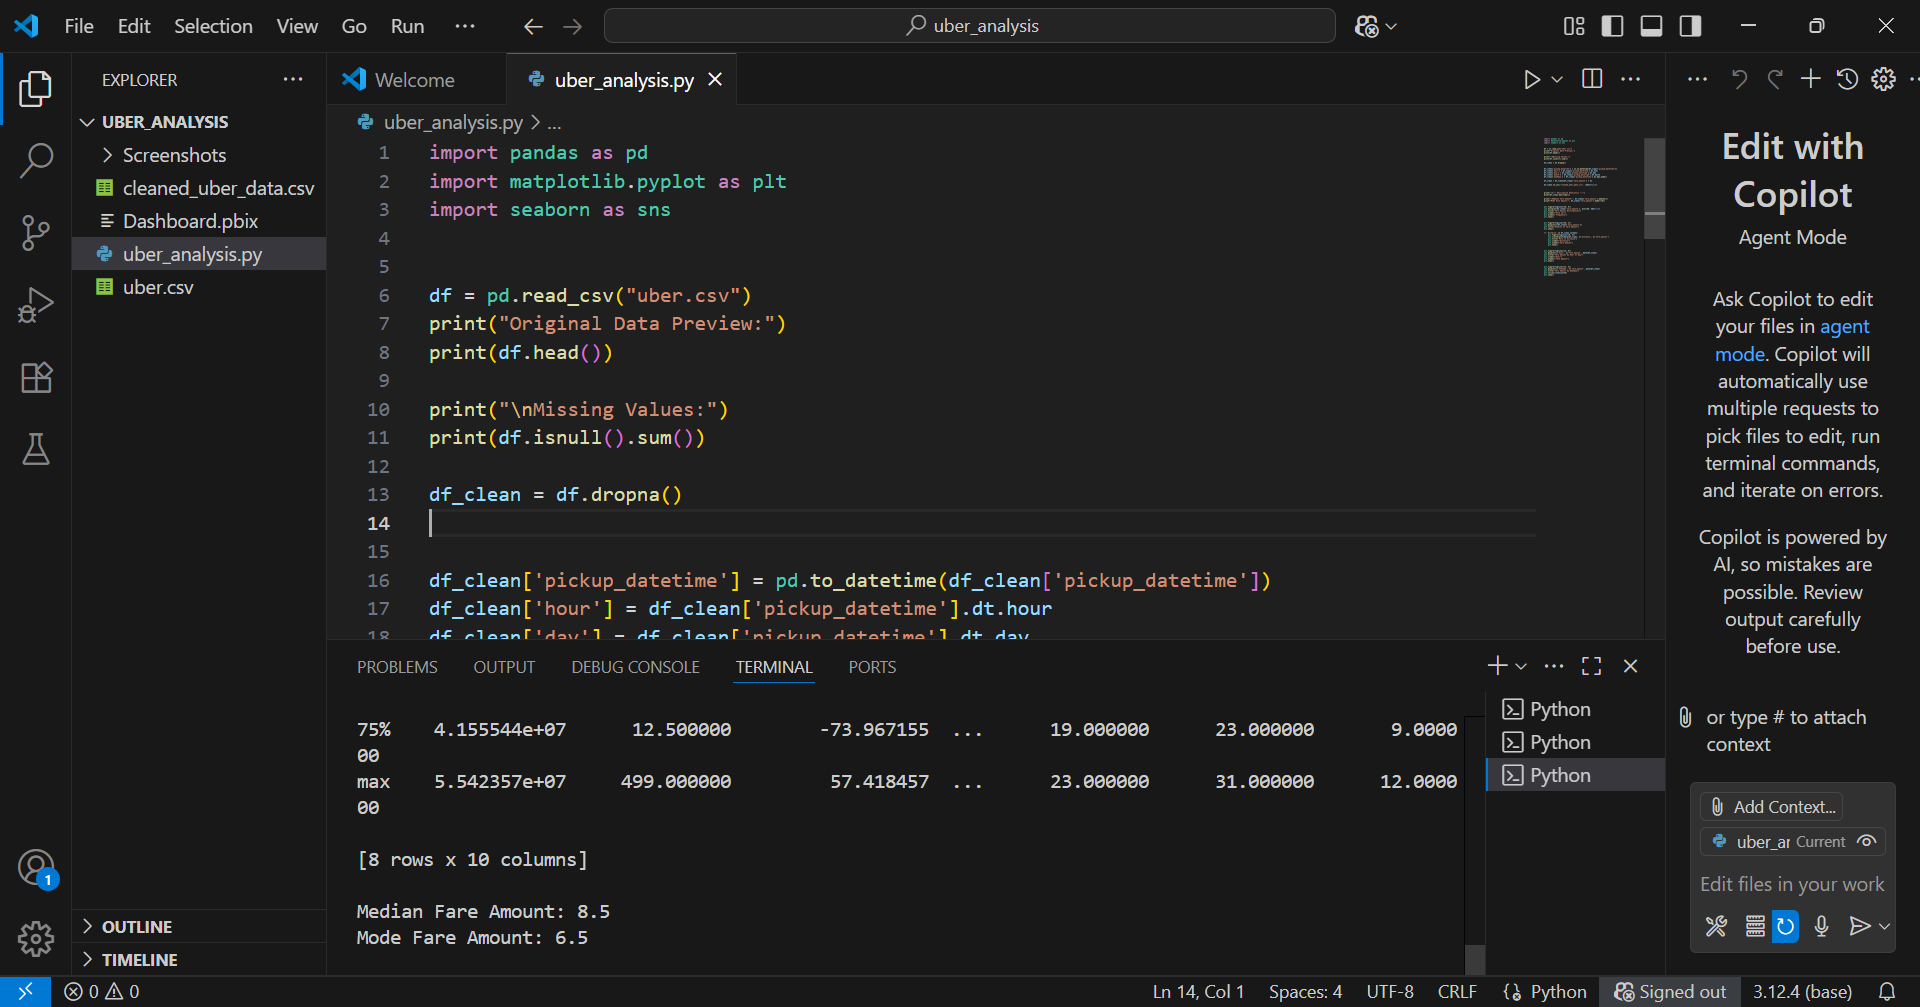 File Edit Selection View Go Run ...
uber_analysis
EXPLORER
UBER_ANALYSIS
Screenshots
cleaned_uber_data.csv
Dashboard.pbix
uber_analysis.py
uber.csv
OUTLINE
TIMELINE
1
Welcome
uber_analysis.py
uber_analysis.py > ...
1 import pandas as pd
2 import matplotlib.pyplot as plt
3 import seaborn as sns
4
5
6 df = pd.read_csv("uber.csv")
7 print("Original Data Preview:")
8 print(df.head())
9
10 print("\nMissing Values:")
11 print(df.isnull().sum())
12
13 df_clean = df.dropna()
14
15
16 df_clean['pickup_datetime'] = pd.to_datetime(df_clean['pickup_datetime'])
17 df_clean['hour'] = df_clean['pickup_datetime'].dt.hour
18 df_clean['day'] = df_clean['pickup_datetime'].dt.day
PROBLEMS OUTPUT DEBUG CONSOLE TERMINAL PORTS
75% 4.155544e+07 12.500000 -73.967155 ... 19.000000 23.000000 9.0000
00
max 5.542357e+07 499.000000 57.418457 ... 23.000000 31.000000 12.0000
00
[8 rows x 10 columns]
Median Fare Amount: 8.5
Mode Fare Amount: 6.5
Python
Python
Python
Edit with
Copilot
Agent Mode
Ask Copilot to edit
your files in agent
mode. Copilot will
automatically use
multiple requests to
pick files to edit, run
terminal commands,
and iterate on errors.
Copilot is powered by
AI, so mistakes are
possible. Review
output carefully
before use.
or type # to attach
context
Add Context...
uber_ar Current
Edit files in your work
0 0
Ln 14, Col 1 Spaces: 4 UTF-8 CRLF Python Signed out 3.12.4 (base)